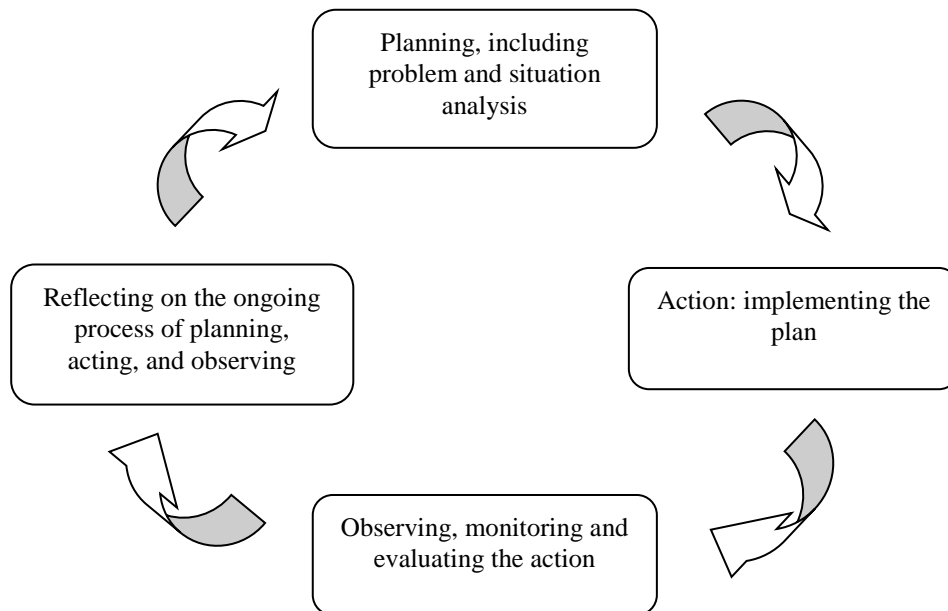 Planning, including
problem and situation
analysis
Reflecting on the ongoing
process of planning,
acting, and observing
Action: implementing the
plan
Observing, monitoring and
evaluating the action